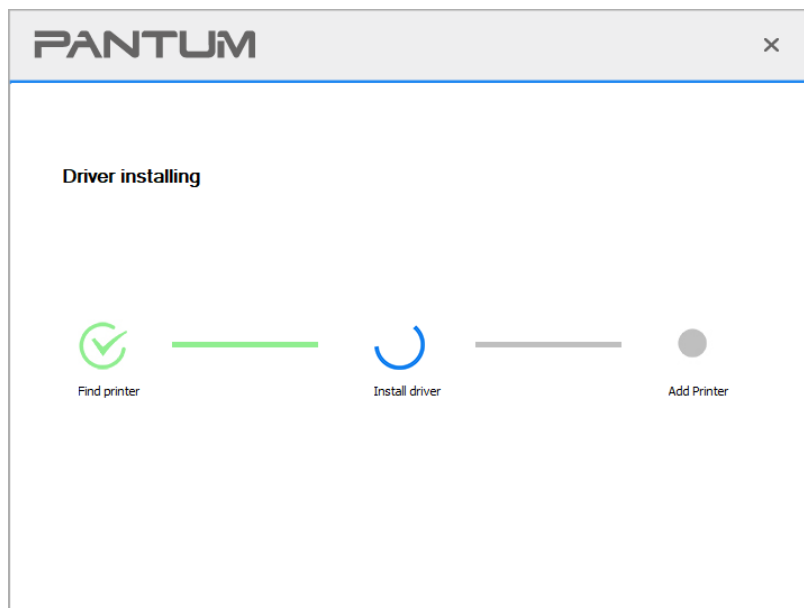 PANTUM
Driver installing
Find printer
Install driver
Add Printer